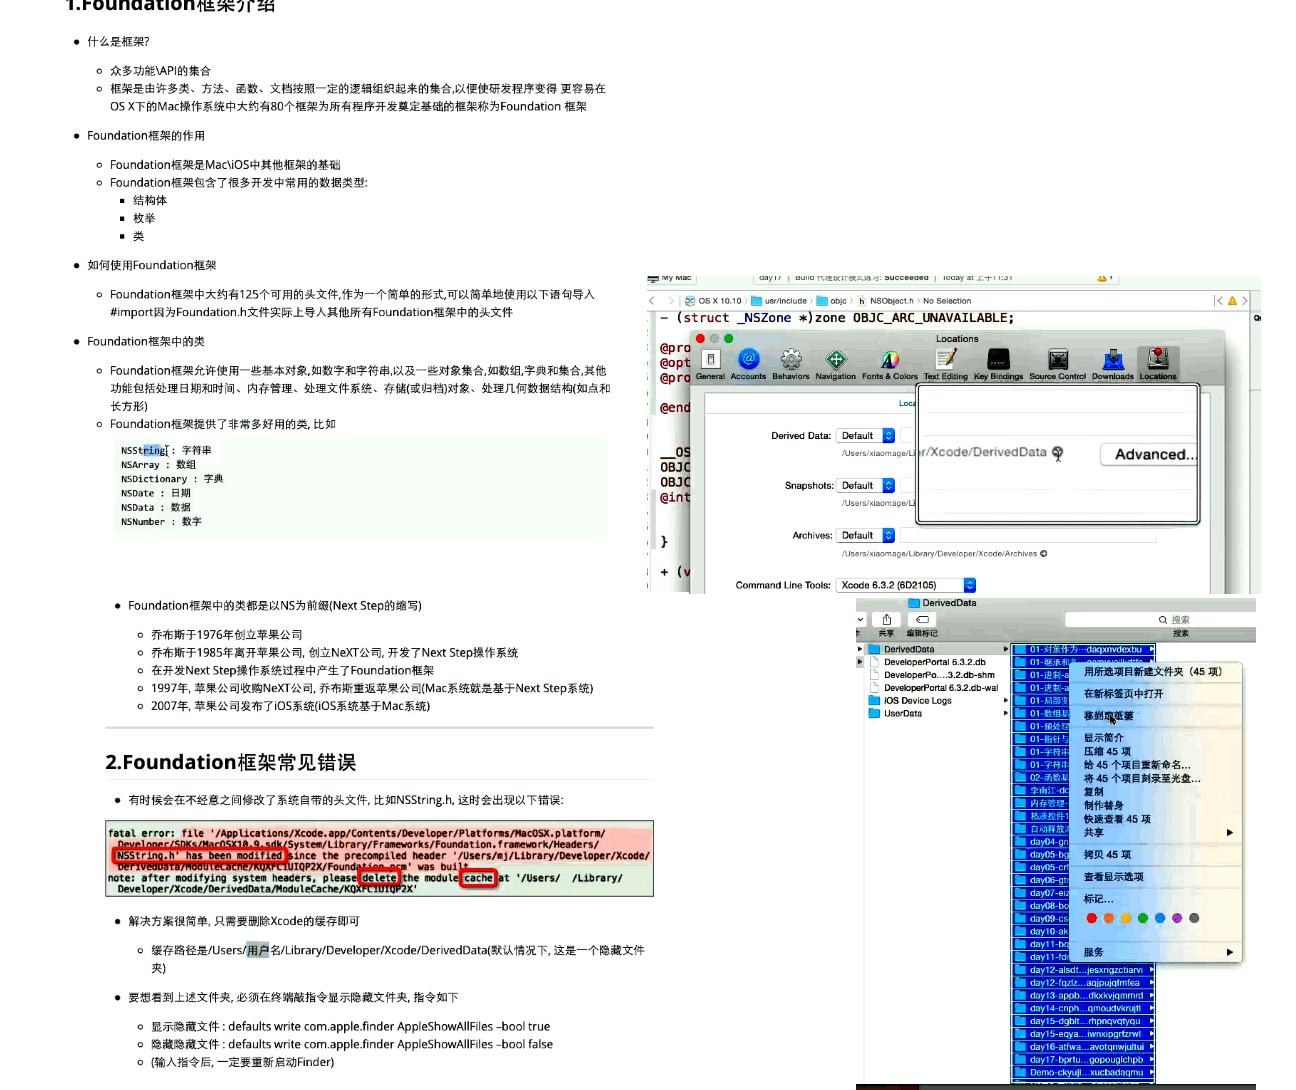 1.Foundation框架介绍
什么是框架?
众多功能\API的集合
框架是由许多类、方法、函数、文档按照一定的逻辑组织起来的集合,以便使研发程序变得 更容易在
OS X下的Mac操作系统中大约有80个框架为所有程序开发奠定基础的框架称为Foundation 框架
Foundation框架的作用
Foundation框架是Mac\iOS中其他框架的基础
Foundation框架包含了很多开发中常用的数据类型:
结构体
枚举
类
如何使用Foundation框架
Foundation框架中大约有125个可用的头文件,作为一个简单的形式,可以简单地使用以下语句导入
#import因为Foundation.h文件实际上导入其他所有Foundation框架中的头文件
Foundation框架中的类
Foundation框架允许使用一些基本对象,如数字和字符串,以及一些对象集合,如数组,字典和集合,其他
功能包括处理日期和时间、内存管理、处理文件系统、存储(或归档)对象、处理几何数据结构(如点和
长方形)
Foundation框架提供了非常多好用的类, 比如
NSString : 字符串
NSArray : 数组
NSDictionary : 字典
NSDate : 日期
NSData : 数据
NSNumber : 数字
Foundation框架中的类都是以NS为前缀(Next Step的缩写)
乔布斯于1976年创立苹果公司
乔布斯于1985年离开苹果公司, 创立NeXT公司, 开发了Next Step操作系统
在开发Next Step操作系统过程中产生了Foundation框架
1997年, 苹果公司收购NeXT公司, 乔布斯重返苹果公司(Mac系统就是基于Next Step系统)
2007年, 苹果公司发布了iOS系统(iOS系统基于Mac系统)
2.Foundation框架常见错误
有时候会在不经意之间修改了系统自带的头文件, 比如NSString.h, 这时会出现以下错误:
fatal error: file '/Applications/Xcode.app/Contents/Developer/Platforms/MacOSX.platform/
Developer/SDKs/MacOSX10.9.sdk/System/Library/Frameworks/Foundation.framework/Headers/
NSString.h' has been modified since the precompiled header '/Users/mj/Library/Developer/Xcode/
DerivedData/ModuleCache/KQXFC1UIQP2X/Foundation.pcm' was built
note: after modifying system headers, please delete the module cache at '/Users/ /Library/
Developer/Xcode/DerivedData/ModuleCache/KQXFC1UIQP2X'
解决方案很简单, 只需要删除Xcode的缓存即可
缓存路径是/Users/用户名/Library/Developer/Xcode/DerivedData(默认情况下, 这是一个隐藏文件
夹)
要想看到上述文件夹, 必须在终端敲指令显示隐藏文件夹, 指令如下
显示隐藏文件 : defaults write com.apple.finder AppleShowAllFiles –bool true
隐藏隐藏文件 : defaults write com.apple.finder AppleShowAllFiles –bool false
(输入指令后, 一定要重新启动Finder)
My Mac day17 | Build 代理设计模式练习: Succeeded | Today at 上午11:31
OS X 10.10 usr/include objc NSObject.h No Selection
- (struct _NSZone *)zone OBJC_ARC_UNAVAILABLE;
Locations
@pro
@opt
@pro
General Accounts Behaviors Navigation Fonts & Colors Text Editing Key Bindings Source Control Downloads Locations
@end
Loca
Derived Data: Default
/Users/xiaomage/Li
r/Xcode/DerivedData Advanced...
__OS
OBJC
OBJC
@int
Snapshots: Default
/Users/xiaomage/Li
Archives: Default
/Users/xiaomage/Library/Developer/Xcode/Archives
}
+ (v
Command Line Tools: Xcode 6.3.2 (6D2105)
DerivedData
搜索
共享 编辑标记 搜索
DerivedData
DeveloperPortal 6.3.2.db
DeveloperPo....3.2.db-shm
DeveloperPortal 6.3.2.db-wal
iOS Device Logs
UserData
01-对象作为···daqxnvdexbu
01-进制-a
01-进制-a
01-局部变
01-数组基
01-预处理
01-指针与
01-字符串
01-字符串
02-函数基
李南江-dc
内存管理-
自动释放
day04-gn
day05-bg
day05-crf
day06-gt
day07-eiz
day08-bo
day09-cs
day10-ak
day11-bq
day11-fdi
day12-alsdt...jesxrigzctiarvi
day12-fqzlz...aqjpujqfmfea
day13-appb...dkxkvjqmmrd
day14-cnph...qmoudvkrujtl
day15-dgblt...rhpnqvqtyqu
day15-eqya...iwnxipgrfzrwl
day16-atfwa...avotqnwjultui
day17-bprtu...gopouglchpb
Demo-ckyujl...xucbadaqmu
用所选项目新建文件夹（45 项）
在新标签页中打开
移到废纸篓
显示简介
压缩 45 项
给 45 个项目重新命名...
将 45 个项目刻录至光盘...
复制
制作替身
快速查看 45 项
共享
拷贝 45 项
查看显示选项
标记...
服务